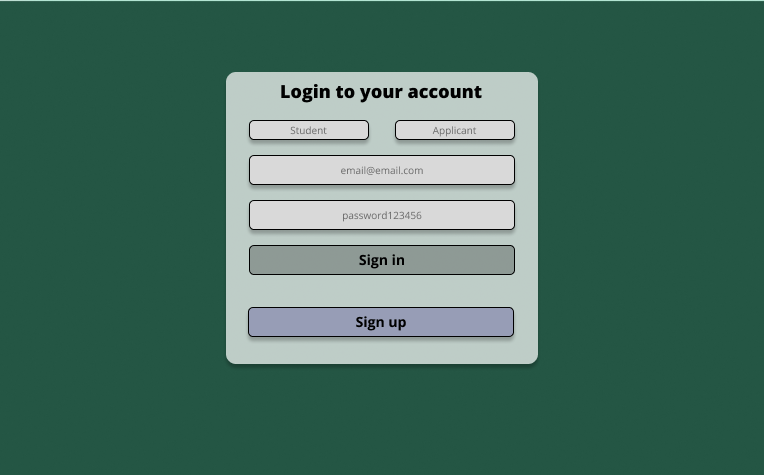 Login to your account
Student Applicant
email@email.com
password123456
Sign in
Sign up